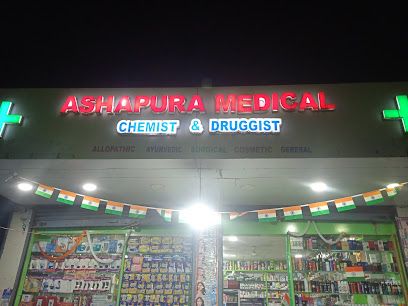 ASHAPURA MEDICAL
CHEMIST & DRUGGIST
ALLOPATHIC AYURVEDIC SURGICAL COSMETIC GENERAL